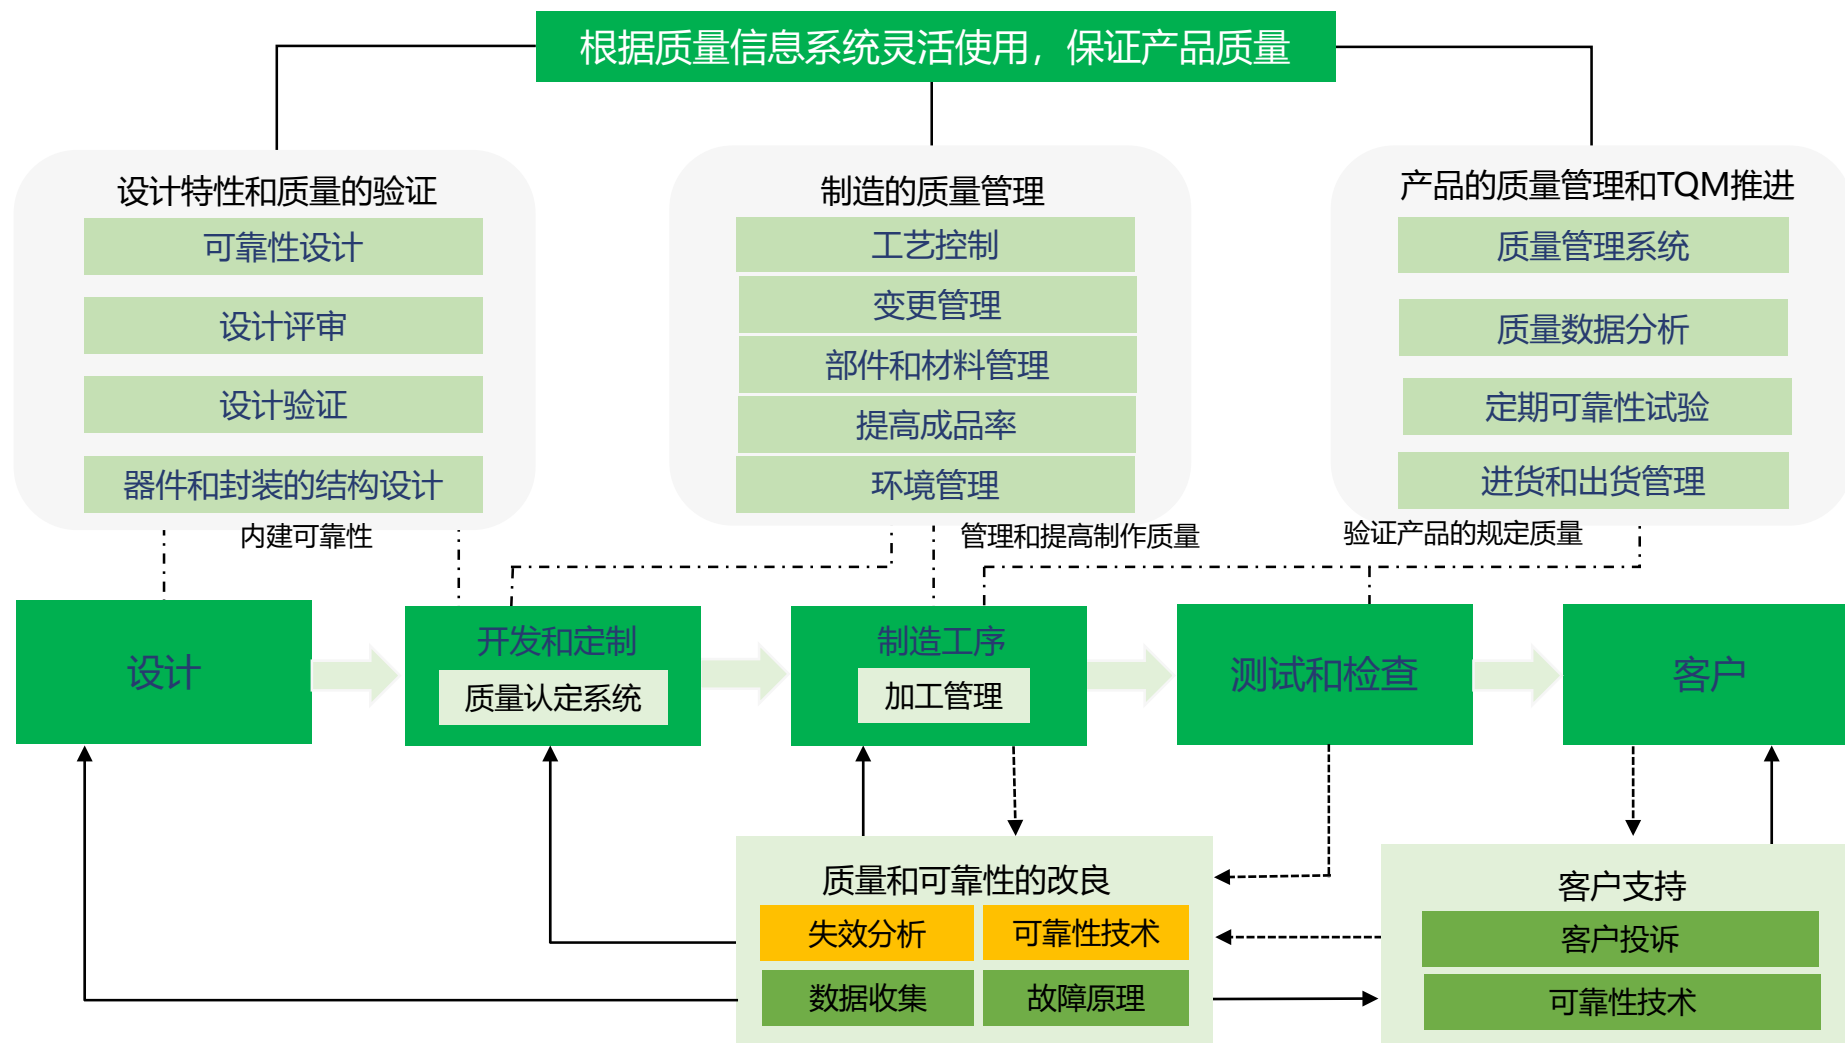 根据质量信息系统灵活使用，保证产品质量
设计特性和质量的验证
可靠性设计
设计评审
设计验证
器件和封装的结构设计
制造的质量管理
工艺控制
变更管理
部件和材料管理
提高成品率
环境管理
产品的质量管理和TQM推进
质量管理系统
质量数据分析
定期可靠性试验
进货和出货管理
内建可靠性
管理和提高制作质量
验证产品的规定质量
设计
开发和定制
质量认定系统
制造工序
加工管理
测试和检查
客户
质量和可靠性的改良
失效分析
可靠性技术
数据收集
故障原理
客户支持
客户投诉
可靠性技术